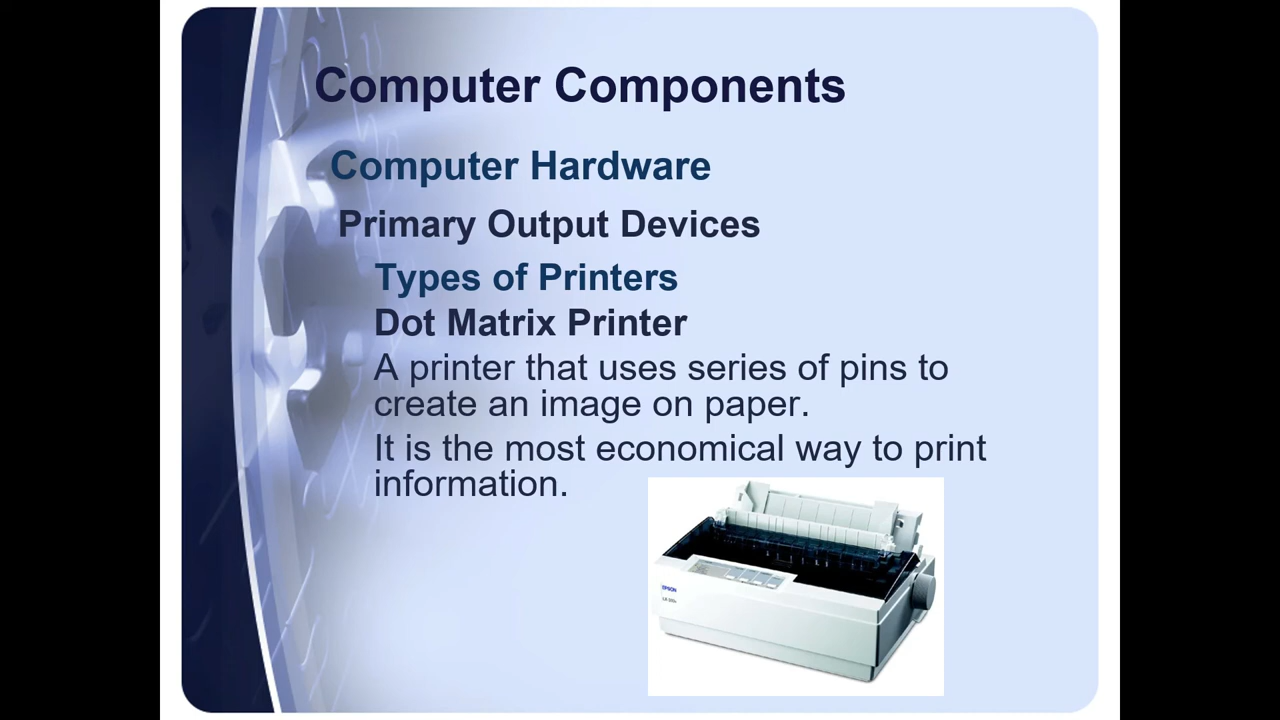 Computer Components
Computer Hardware
Primary Output Devices
Types of Printers
Dot Matrix Printer
A printer that uses series of pins to
create an image on paper.
It is the most economical way to print
information.
EPSON